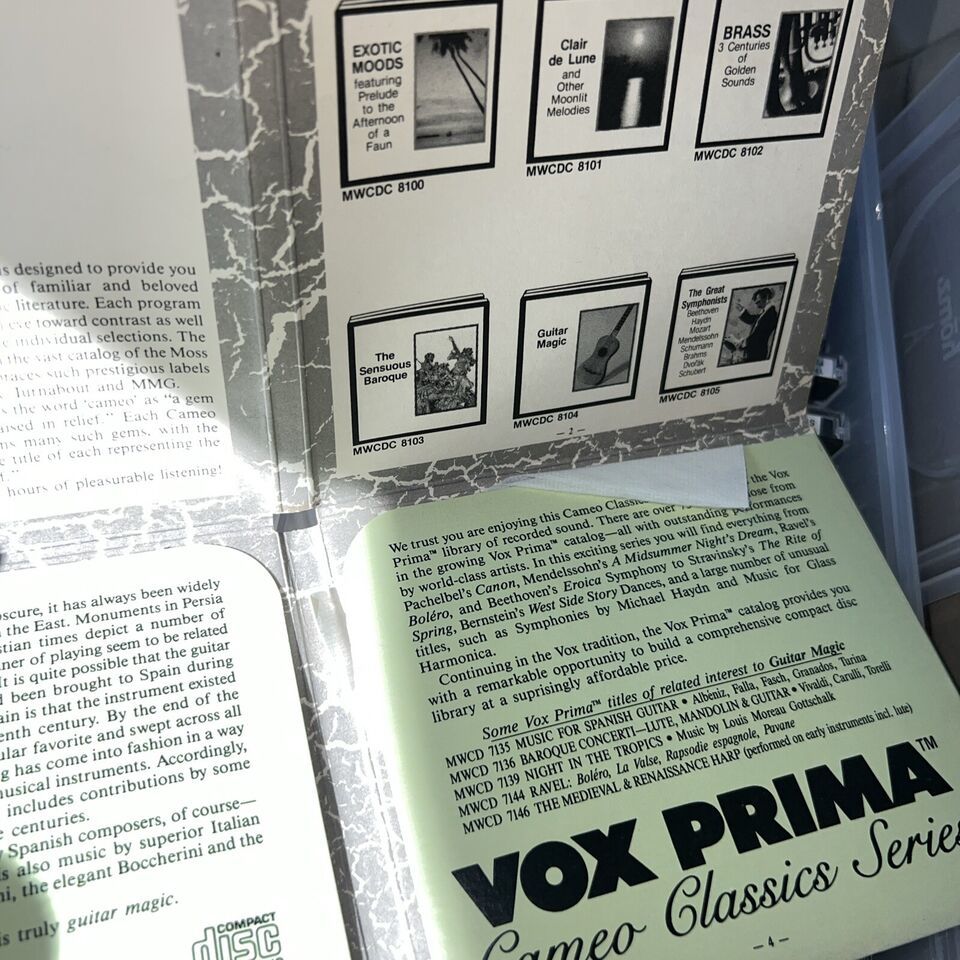 EXOTIC
MOODS
featuring
Prelude
to the
Afternoon
of a
Faun
MWCDC 8100
Clair
de Lune
and
Other
Moonlit
Melodies
MWCDC 8101
BRASS
3 Centuries
of
Golden
Sounds
MWCDC 8102
The
Sensuous
Baroque
MWCDC 8103
Guitar
Magic
MWCDC 8104
The Great
Symphonists
Beethoven
Haydn
Mozart
Mendelssohn
Schumann
Brahms
Dvořák
Schubert
MWCDC 8105
– 2 –
is designed to provide you
of familiar and beloved
literature. Each program
eye toward contrast as well
individual selections. The
the vast catalog of the Moss
such prestigious labels
Turnabout and MMG.
the word 'cameo' as "a gem
raised in relief." Each Cameo
many such gems, with the
title of each representing the
hours of pleasurable listening!
obscure, it has always been widely
the East. Monuments in Persia
times depict a number of
of playing seem to be related
It is quite possible that the guitar
been brought to Spain during
is that the instrument existed
century. By the end of the
favorite and swept across all
has come into fashion in a way
musical instruments. Accordingly,
includes contributions by some
centuries.
Spanish composers, of course—
also music by superior Italian
the elegant Boccherini and the
is truly guitar magic.
COMPACT
disc
We trust you are enjoying this Cameo Classics the Vox
Prima™ library of recorded sound. There are over from
in the growing Vox Prima™ catalog—all with outstanding performances
by world-class artists. In this exciting series you will find everything from
Pachelbel's Canon, Mendelssohn's A Midsummer Night's Dream, Ravel's
Boléro, and Beethoven's Eroica Symphony to Stravinsky's The Rite of
Spring, Bernstein's West Side Story Dances, and a large number of unusual
titles, such as Symphonies by Michael Haydn and Music for Glass
Harmonica.
Continuing in the Vox tradition, the Vox Prima™ catalog provides you
with a remarkable opportunity to build a comprehensive compact disc
library at a suprisingly affordable price.
Some Vox Prima™ titles of related interest to Guitar Magic
MWCD 7135 MUSIC FOR SPANISH GUITAR • Albéniz, Falla, Fasch, Granados, Turina
MWCD 7136 BAROQUE CONCERTI—LUTE, MANDOLIN & GUITAR • Vivaldi, Carulli, Torelli
MWCD 7139 NIGHT IN THE TROPICS • Music by Louis Moreau Gottschalk
MWCD 7144 RAVEL: Boléro, La Valse, Rapsodie espagnole, Pavane
MWCD 7146 THE MEDIEVAL & RENAISSANCE HARP (performed on early instruments incl. lute)
VOX PRIMA™
Cameo Classics Series
– 4 –